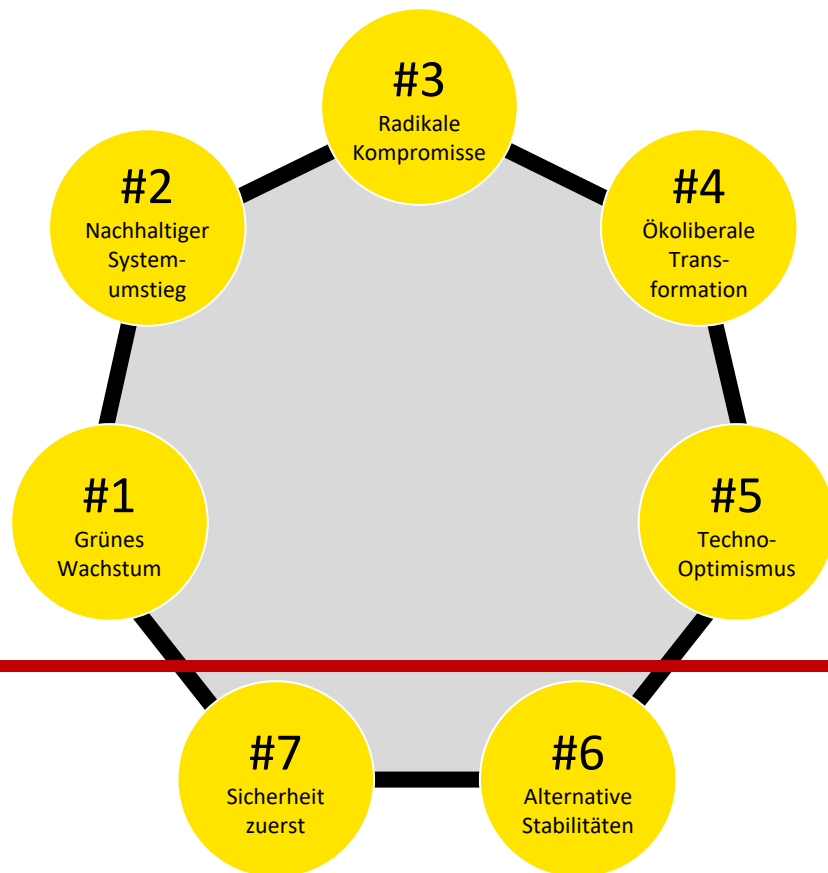 #3
Radikale
Kompromisse
#2
Nachhaltiger
System-
umstieg
#4
Ökoliberale
Trans-
formation
#1
Grünes
Wachstum
#5
Techno-
Optimismus
#7
Sicherheit
zuerst
#6
Alternative
Stabilitäten